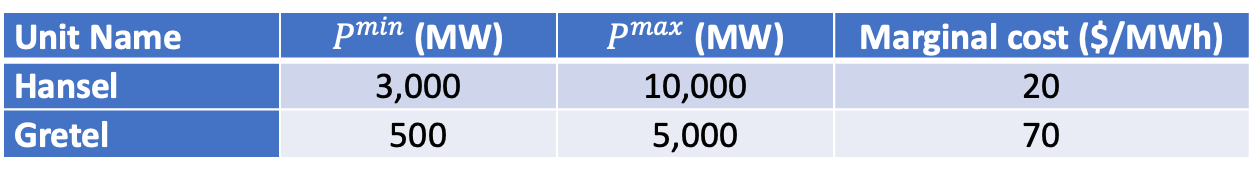 Unit Name P^min (MW) P^max (MW) Marginal cost ($/MWh)
Hansel 3,000 10,000 20
Gretel 500 5,000 70